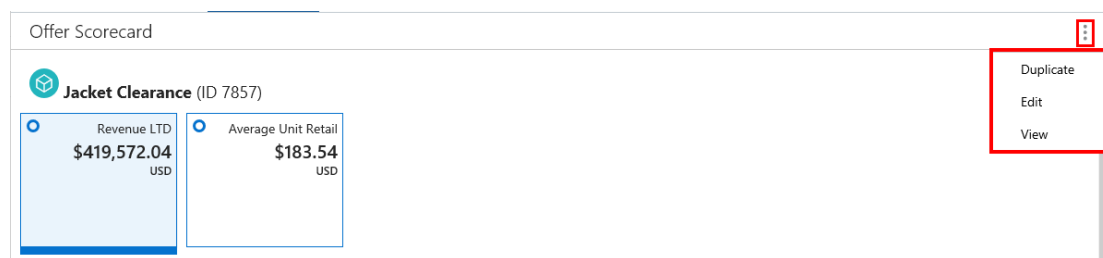 Offer Scorecard
Duplicate
Edit
View
Jacket Clearance (ID 7857)
Revenue LTD
$419,572.04
USD
Average Unit Retail
$183.54
USD